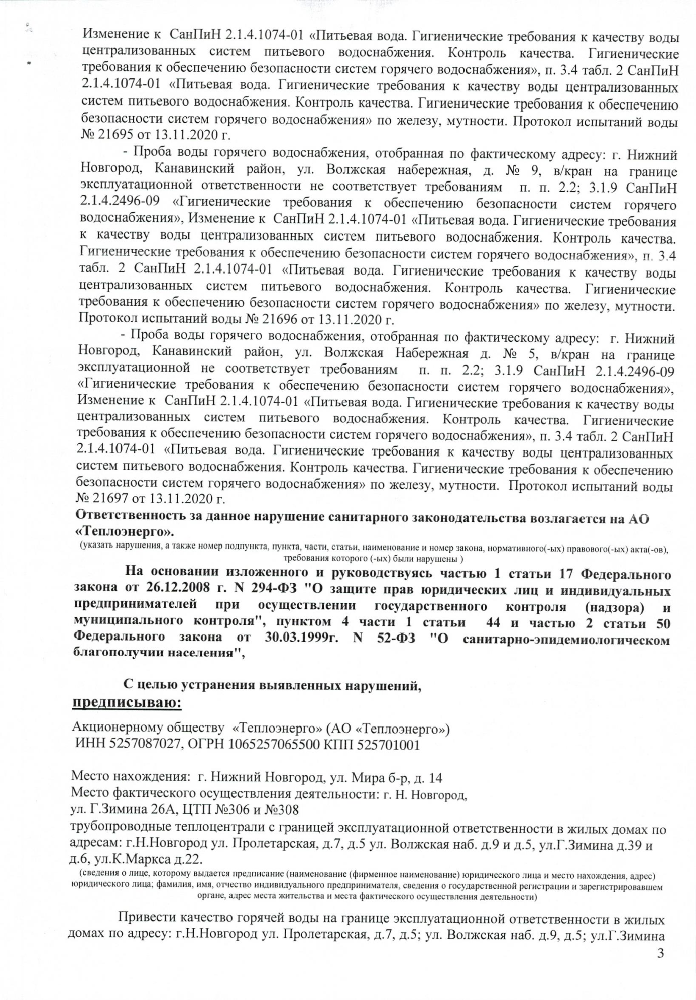 Изменение к СанПиН 2.1.4.1074-01 «Питьевая вода. Гигиенические требования к качеству воды
централизованных систем питьевого водоснабжения. Контроль качества. Гигиенические
требования к обеспечению безопасности систем горячего водоснабжения», п. 3.4 табл. 2 СанПиН
2.1.4.1074-01 «Питьевая вода. Гигиенические требования к качеству воды централизованных
систем питьевого водоснабжения. Контроль качества. Гигиенические требования к обеспечению
безопасности систем горячего водоснабжения» по железу, мутности. Протокол испытаний воды
№ 21695 от 13.11.2020 г.
- Проба воды горячего водоснабжения, отобранная по фактическому адресу: г. Нижний
Новгород, Канавинский район, ул. Волжская набережная, д. № 9, в/кран на границе
эксплуатационной ответственности не соответствует требованиям п. п. 2.2; 3.1.9 СанПиН
2.1.4.2496-09 «Гигиенические требования к обеспечению безопасности систем горячего
водоснабжения», Изменение к СанПиН 2.1.4.1074-01 «Питьевая вода. Гигиенические требования
к качеству воды централизованных систем питьевого водоснабжения. Контроль качества.
Гигиенические требования к обеспечению безопасности систем горячего водоснабжения», п. 3.4
табл. 2 СанПиН 2.1.4.1074-01 «Питьевая вода. Гигиенические требования к качеству воды
централизованных систем питьевого водоснабжения. Контроль качества. Гигиенические
требования к обеспечению безопасности систем горячего водоснабжения» по железу, мутности.
Протокол испытаний воды № 21696 от 13.11.2020 г.
- Проба воды горячего водоснабжения, отобранная по фактическому адресу: г. Нижний
Новгород, Канавинский район, ул. Волжская Набережная д. № 5, в/кран на границе
эксплуатационной не соответствует требованиям п. п. 2.2; 3.1.9 СанПиН 2.1.4.2496-09
«Гигиенические требования к обеспечению безопасности систем горячего водоснабжения»,
Изменение к СанПиН 2.1.4.1074-01 «Питьевая вода. Гигиенические требования к качеству воды
централизованных систем питьевого водоснабжения. Контроль качества. Гигиенические
требования к обеспечению безопасности систем горячего водоснабжения», п. 3.4 табл. 2 СанПиН
2.1.4.1074-01 «Питьевая вода. Гигиенические требования к качеству воды централизованных
систем питьевого водоснабжения. Контроль качества. Гигиенические требования к обеспечению
безопасности систем горячего водоснабжения» по железу, мутности. Протокол испытаний воды
№ 21697 от 13.11.2020 г.
Ответственность за данное нарушение санитарного законодательства возлагается на АО
«Теплоэнерго».
(указать нарушения, а также номер подпункта, пункта, части, статьи, наименование и номер закона, нормативного(-ых) правового(-ых) акта(-ов),
требования которого (-ых) были нарушены )
На основании изложенного и руководствуясь частью 1 статьи 17 Федерального
закона от 26.12.2008 г. N 294-ФЗ "О защите прав юридических лиц и индивидуальных
предпринимателей при осуществлении государственного контроля (надзора) и
муниципального контроля", пунктом 4 части 1 статьи 44 и частью 2 статьи 50
Федерального закона от 30.03.1999г. N 52-ФЗ "О санитарно-эпидемиологическом
благополучии населения",
С целью устранения выявленных нарушений,
предписываю:
Акционерному обществу «Теплоэнерго» (АО «Теплоэнерго»)
ИНН 5257087027, ОГРН 1065257065500 КПП 525701001
Место нахождения: г. Нижний Новгород, ул. Мира б-р, д. 14
Место фактического осуществления деятельности: г. Н. Новгород,
ул. Г.Зимина 26А, ЦТП №306 и №308
трубопроводные теплоцентрали с границей эксплуатационной ответственности в жилых домах по
адресам: г.Н.Новгород ул. Пролетарская, д.7, д.5 ул. Волжская наб. д.9 и д.5, ул.Г.Зимина д.39 и
д.6, ул.К.Маркса д.22.
(сведения о лице, которому выдается предписание (наименование (фирменное наименование) юридического лица и место нахождения, адрес)
юридического лица; фамилия, имя, отчество индивидуального предпринимателя, сведения о государственной регистрации и зарегистрировавшем
органе, адрес места жительства и места фактического осуществления деятельности)
Привести качество горячей воды на границе эксплуатационной ответственности в жилых
домах по адресу: г.Н.Новгород ул. Пролетарская, д.7, д.5; ул. Волжская наб. д.9, д.5; ул.Г.Зимина
3